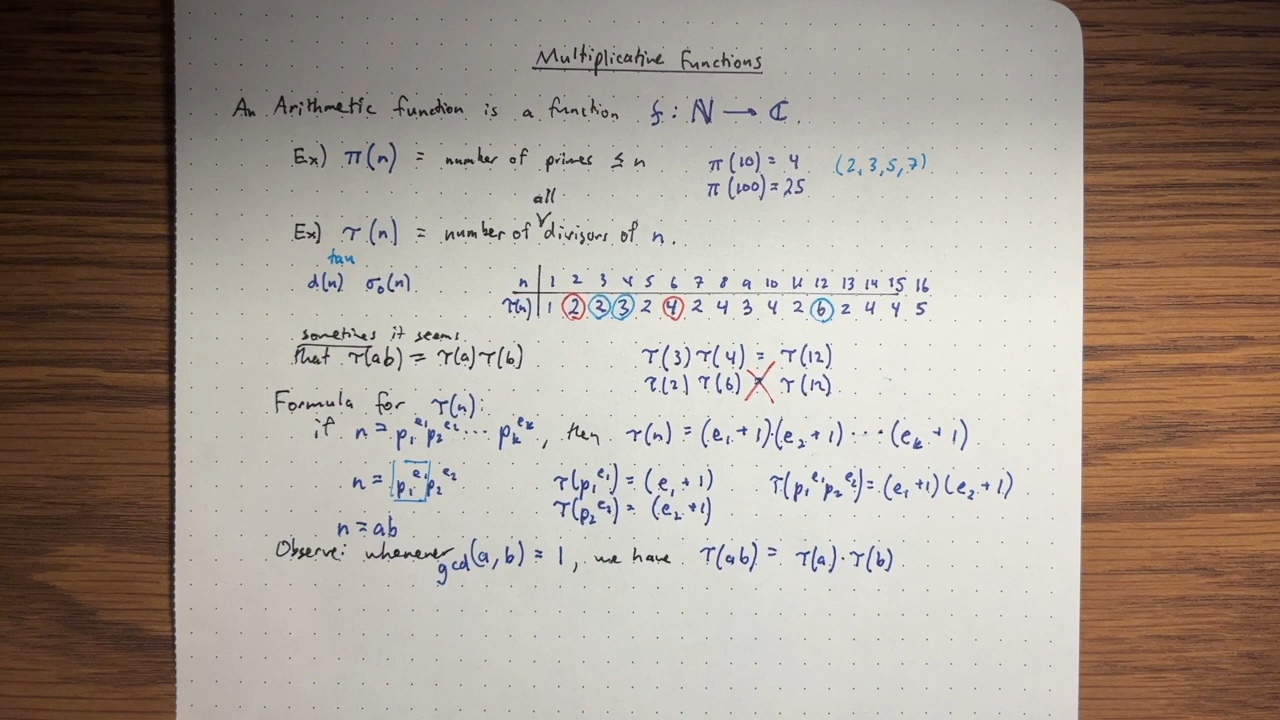 Multiplicative Functions
An Arithmetic function is a function f : ℕ → ℂ
Ex) π(n) = number of primes ≤ n π(10) = 4 (2,3,5,7)
π(100) = 25
all
Ex) τ(n) = number of divisors of n.
tau
d(n) σ₀(n)
n 1 2 3 4 5 6 7 8 9 10 11 12 13 14 15 16
τ(n) 1 2 2 3 2 4 2 4 3 4 2 6 2 4 4 5
sometimes it seems
that τ(ab) = τ(a)τ(b)
τ(3)τ(4) = τ(12)
τ(2)τ(6) = τ(12)
Formula for τ(n):
if n = p₁^e₁ p₂^e₂ ... p_k^e_k, then τ(n) = (e₁+1)·(e₂+1) ··· (e_k+1)
n = p₁^e₁ p₂^e₂ τ(p₁^e₁) = (e₁+1) τ(p₁^e₁ p₂^e₂) = (e₁+1)(e₂+1)
τ(p₂^e₂) = (e₂+1)
n = ab
Observe: whenever gcd(a,b) = 1, we have τ(ab) = τ(a)·τ(b)